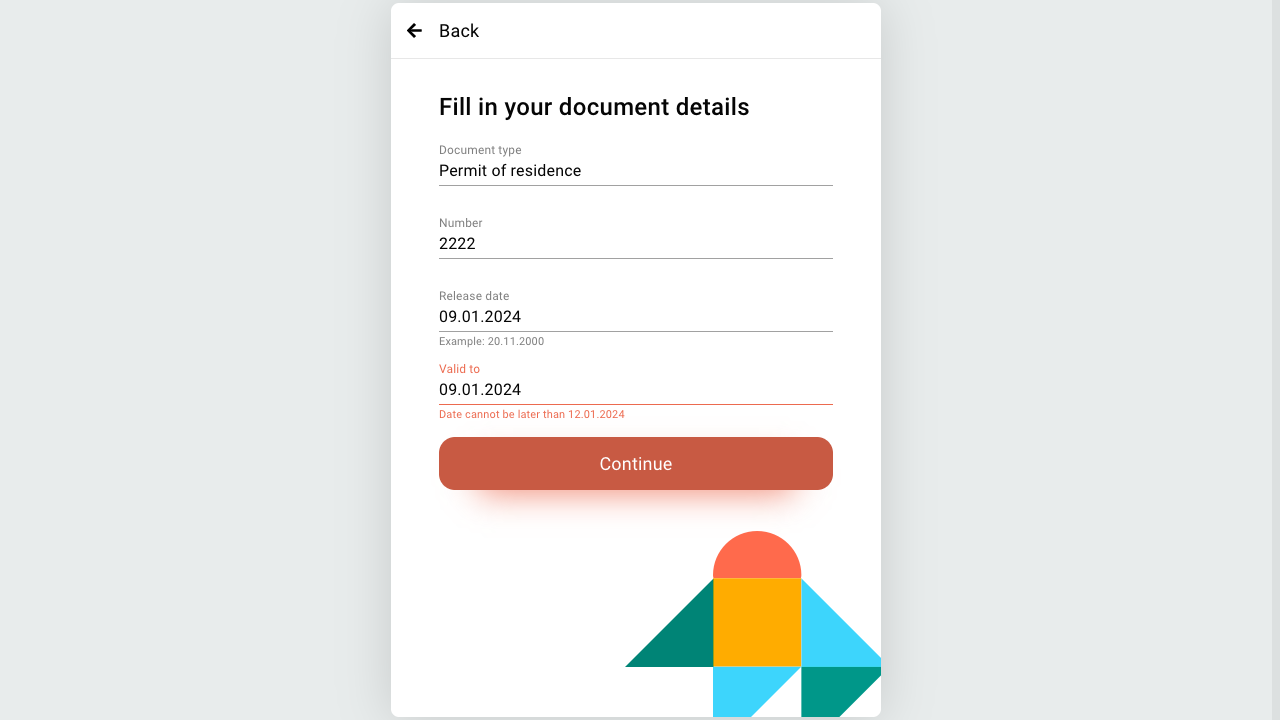 Back
Fill in your document details
Document type
Permit of residence
Number
2222
Release date
09.01.2024
Example: 20.11.2000
Valid to
09.01.2024
Date cannot be later than 12.01.2024
Continue